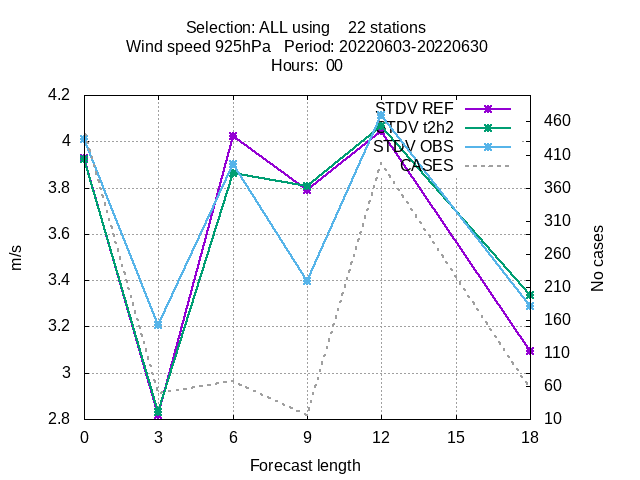 Selection: ALL using    22 stations
Wind speed 925hPa   Period: 20220603-20220630
Hours:  00
STDV REF
STDV t2h2
STDV OBS
CASES
4.2
4
3.8
3.6
3.4
3.2
3
2.8
m/s
460
410
360
310
260
210
160
110
60
10
No cases
0 3 6 9 12 15 18
Forecast length